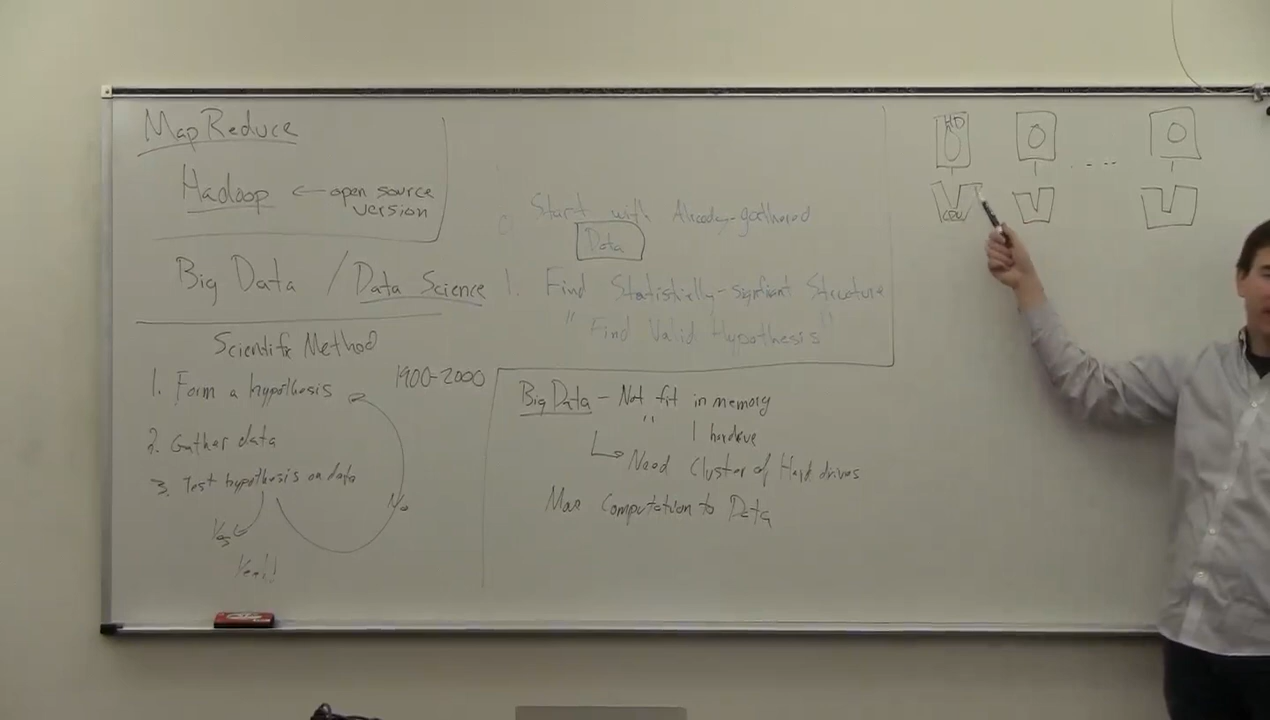 MapReduce
Hadoop ← open source
version
Big Data / Data Science
Scientific Method
1. Form a hypothesis
2. Gather data
3. Test hypothesis on data
Yes
No
Yeah!
1900-2000
0. Start with Already-gathered
Data
1. Find Statistically-significant Structure
"Find Valid Hypothesis"
Big Data - Not fit in memory
" 1 hardrive
Need Cluster of Hard drives
Move Computation to Data
HD
CPU
....